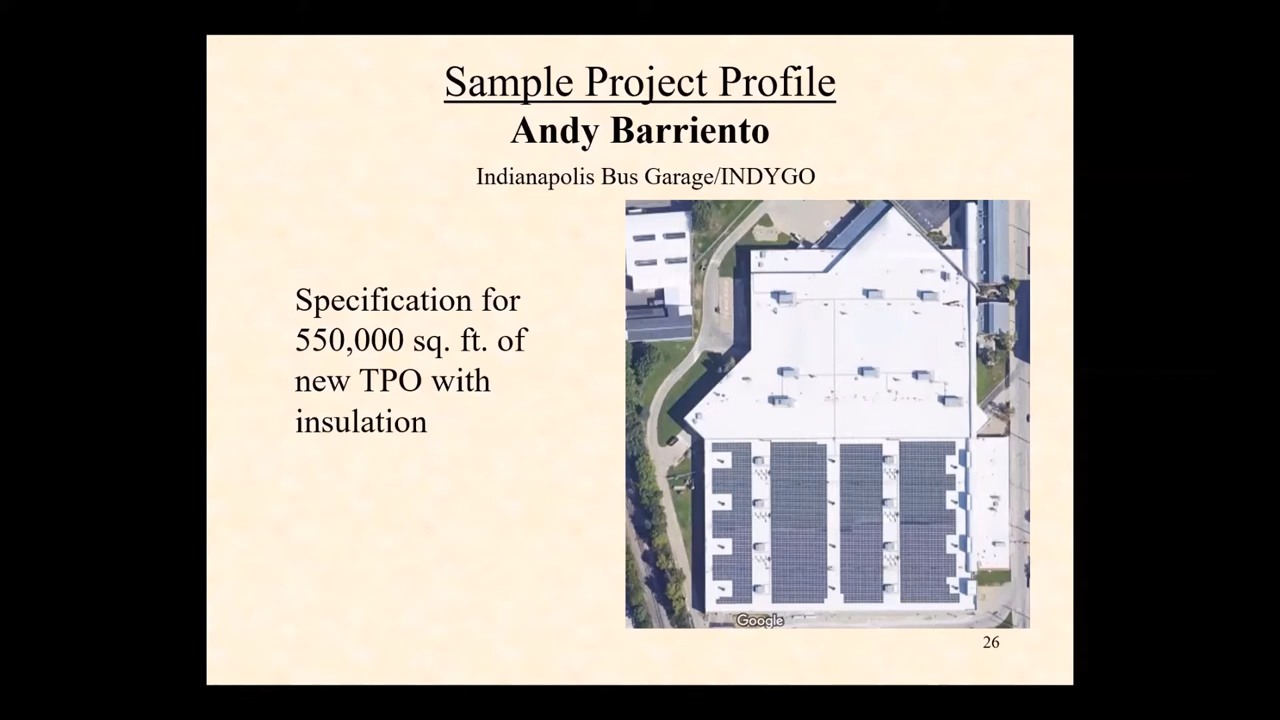 Sample Project Profile
Andy Barriento
Indianapolis Bus Garage/INDYGO
Specification for
550,000 sq. ft. of
new TPO with
insulation
Google
26